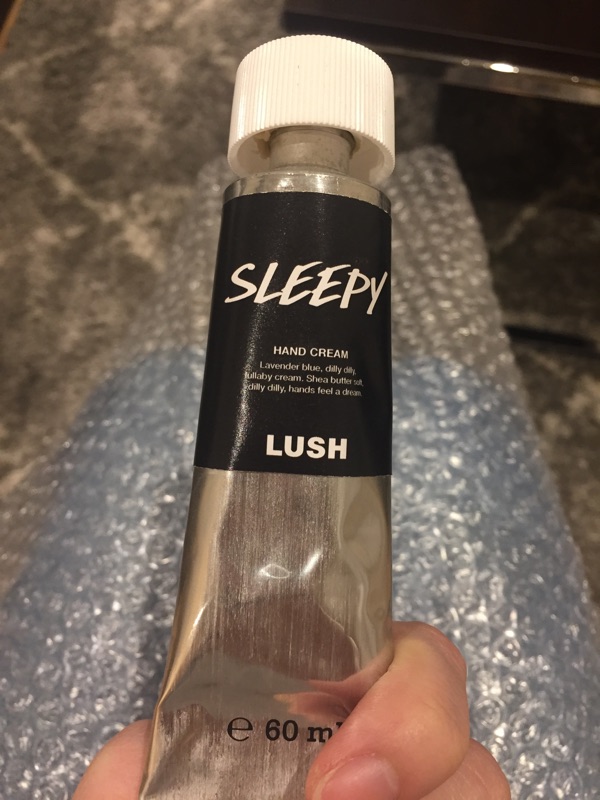 SLEEPY
HAND CREAM
Lavender blue, dilly dilly,
lullaby cream. Shea butter soft,
dilly dilly, hands feel a dream.
LUSH
℮ 60 ml